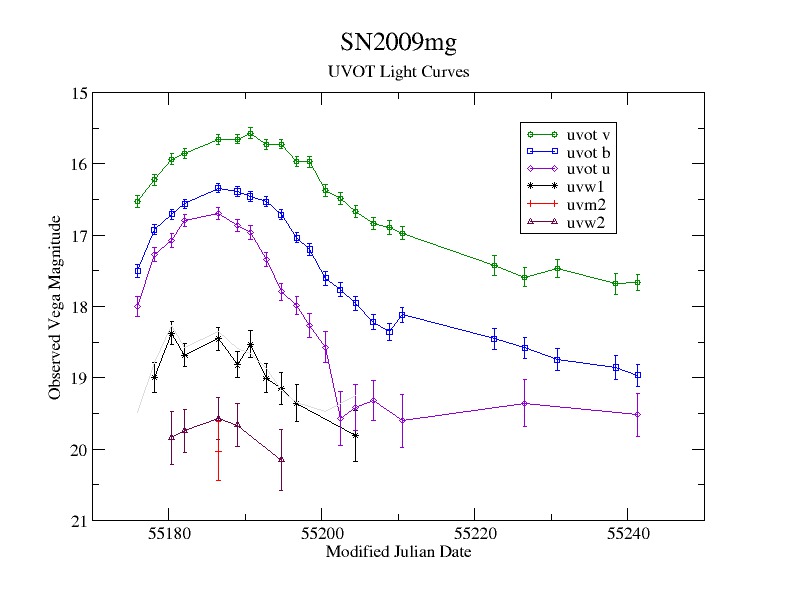 SN2009mg
UVOT Light Curves
15
16
17
18
19
20
21
Observed Vega Magnitude
uvot v
uvot b
uvot u
uvw1
uvm2
uvw2
55180
55200
55220
55240
Modified Julian Date